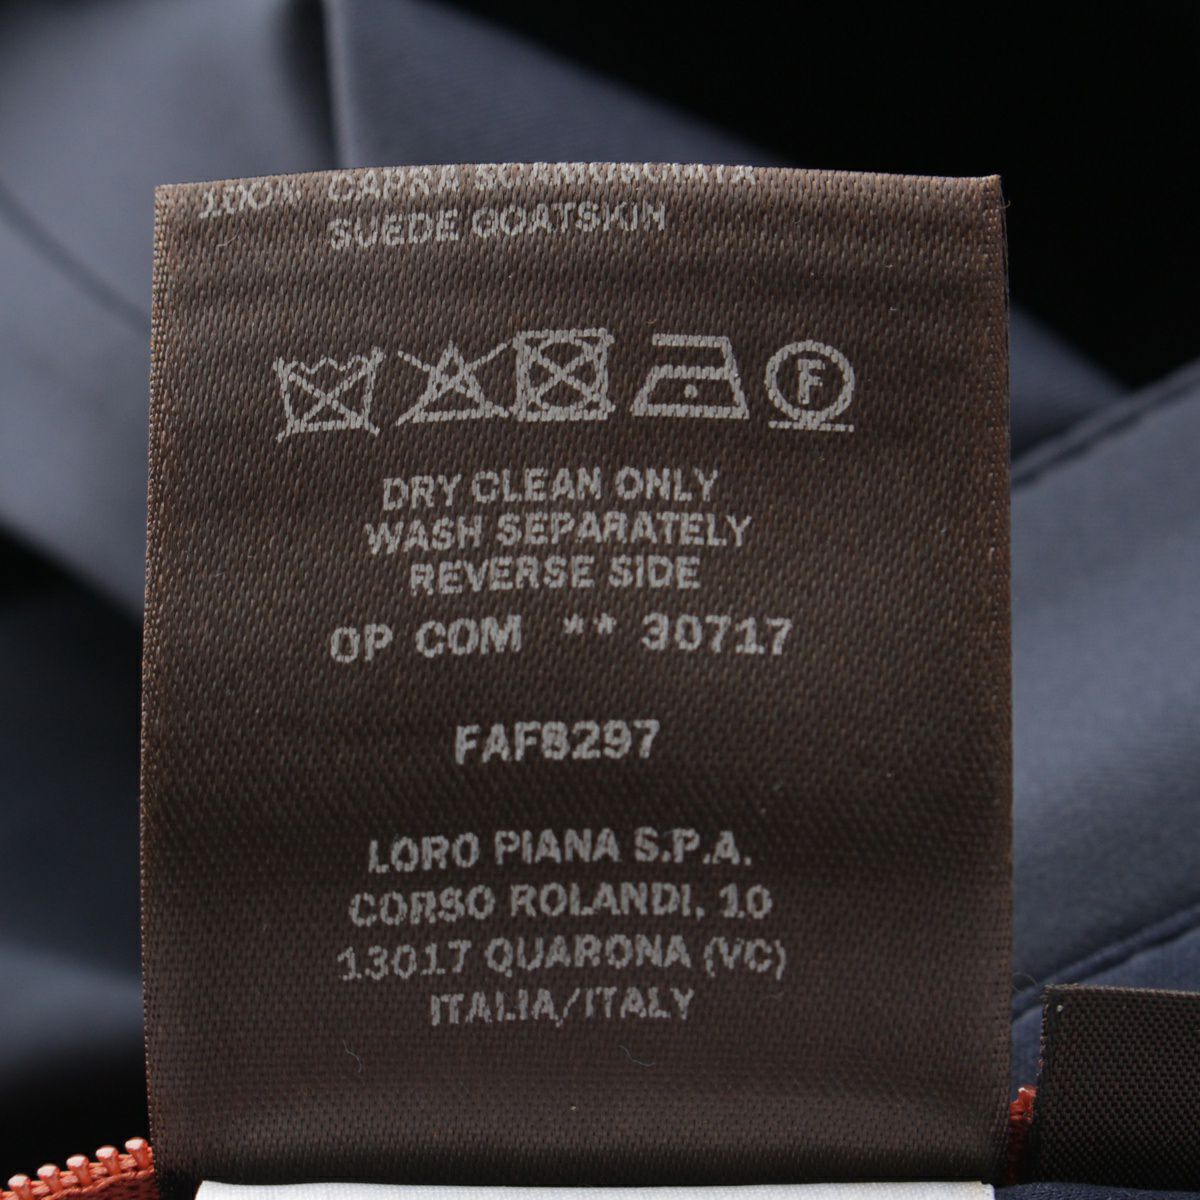 100% CAPRA SCAMOSCIATA
SUEDE GOATSKIN
F
DRY CLEAN ONLY
WASH SEPARATELY
REVERSE SIDE
OP COM ** 30717
FAF8297
LORO PIANA S.P.A.
CORSO ROLANDI, 10
13017 QUARONA (VC)
ITALIA/ITALY